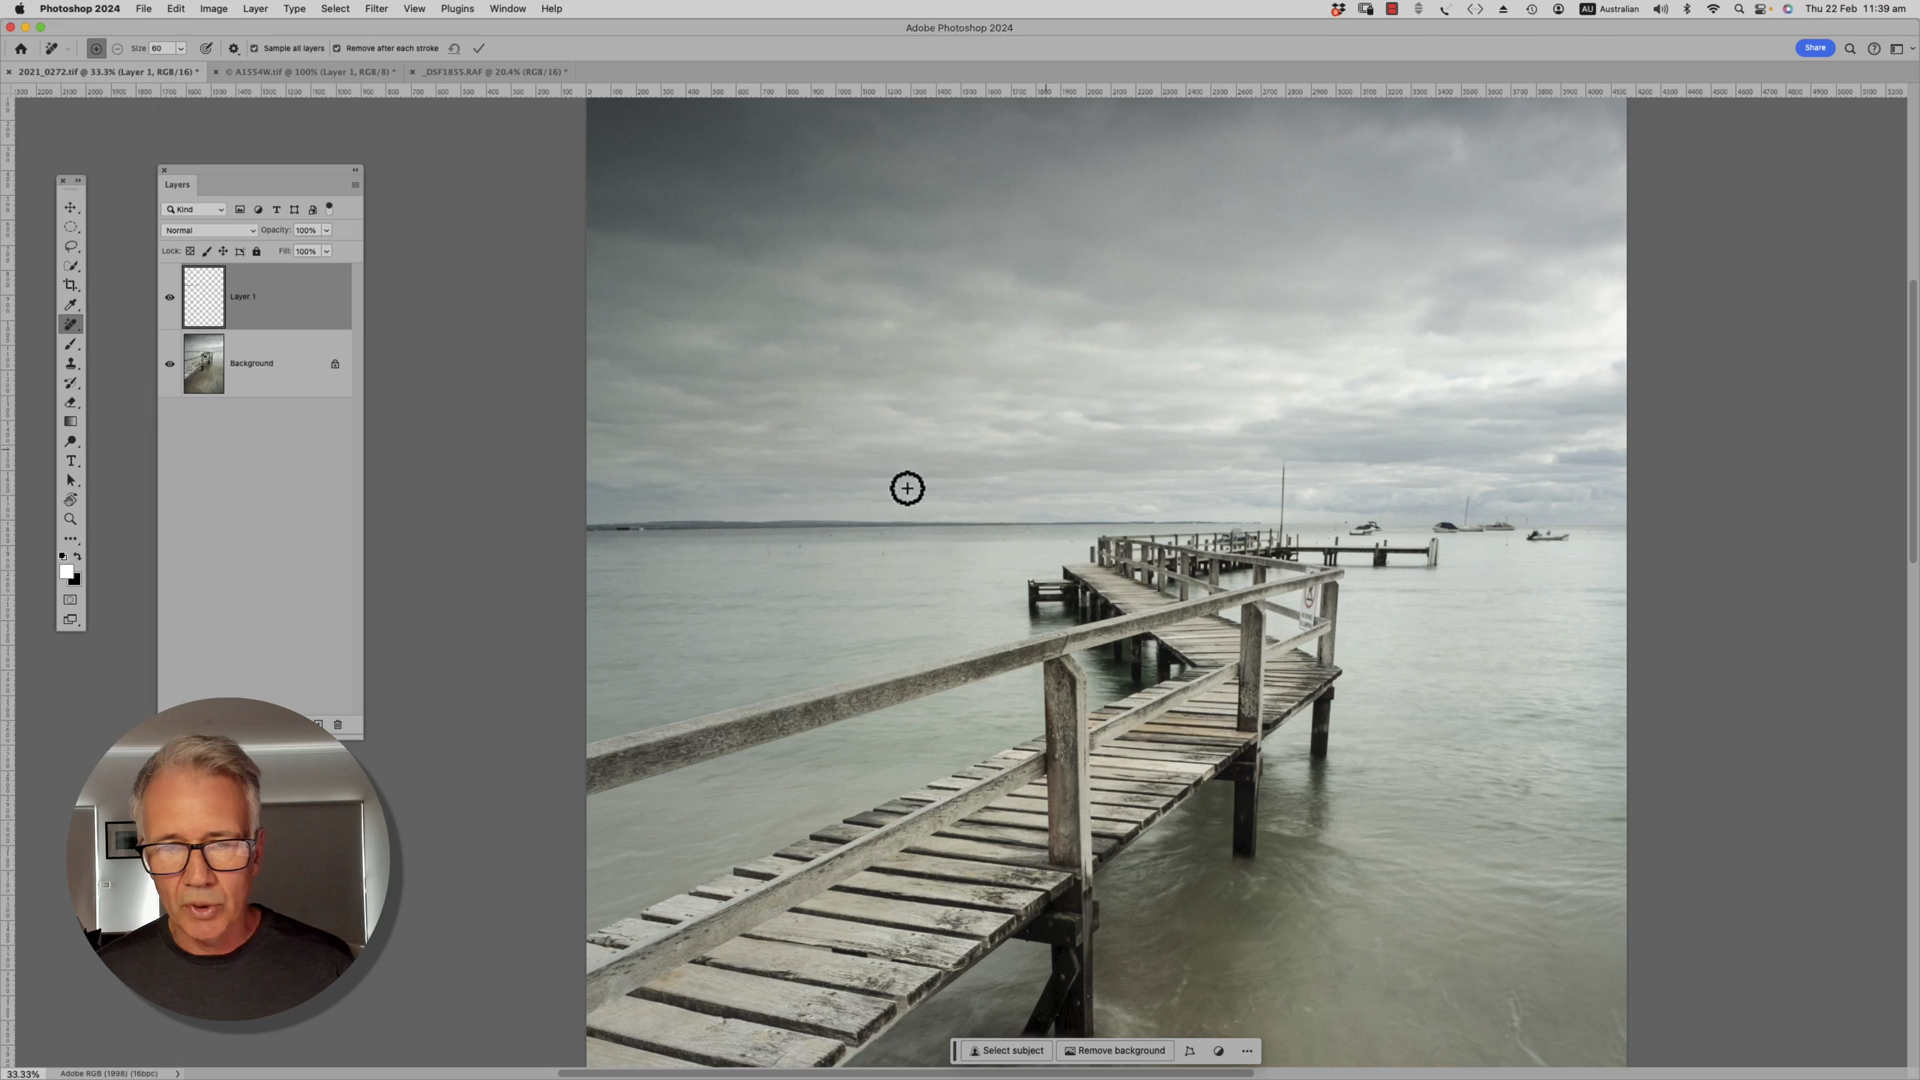 Photoshop 2024 File Edit Image Layer Type Select Filter View Plugins Window Help
AU Australian Thu 22 Feb 11:39 am
Adobe Photoshop 2024
Size 60 Sample all layers Remove after each stroke
Share
2021_0272.tif @ 33.3% (Layer 1, RGB/16) *
© A1554W.tif @ 100% (Layer 1, RGB/8) *
_DSF1855.RAF @ 20.4% (RGB/16) *
Layers
Kind
Normal Opacity: 100%
Lock: Fill: 100%
Layer 1
Background
Select subject
Remove background
33.33% Adobe RGB (1998) (16bpc)